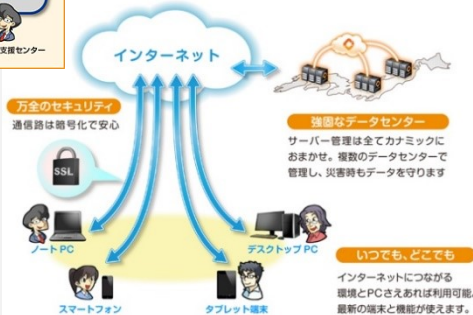 支援センター
インターネット
万全のセキュリティ
通信路は暗号化で安心
SSL
強固なデータセンター
サーバー管理は全てカナミックに
おまかせ。複数のデータセンターで
管理し、災害時もデータを守ります
ノートPC
デスクトップPC
スマートフォン
タブレット端末
いつでも、どこでも
インターネットにつながる
環境とPCさえあれば利用可能。
最新の端末と機能が使えます。